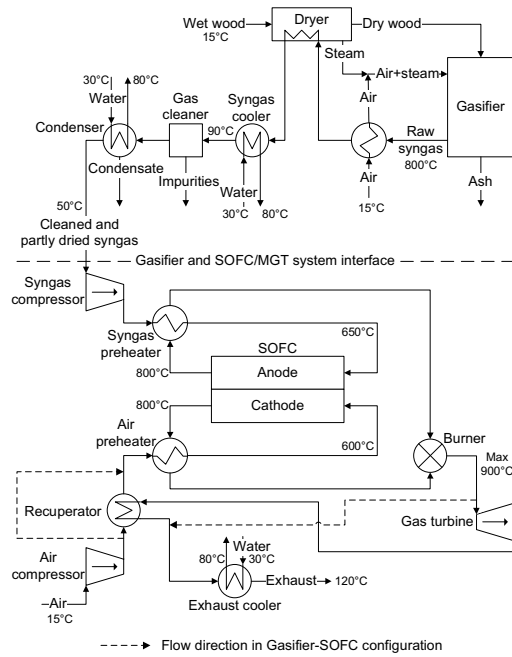 Wet wood
15°C
Dryer
Dry wood
Steam
Air+steam
Gasifier
Air
Raw
syngas
800°C
Air
15°C
Ash
30°C
80°C
Water
Condenser
Condensate
Gas
cleaner
Impurities
Syngas
cooler
90°C
Water
30°C
80°C
50°C
Cleaned and
partly dried syngas
Gasifier and SOFC/MGT system interface
Syngas
compressor
Syngas
preheater
650°C
SOFC
800°C
Anode
800°C
Cathode
Air
preheater
600°C
Burner
Max
900°C
Recuperator
Gas turbine
Air
compressor
Air
15°C
Water
80°C
30°C
Exhaust
120°C
Exhaust cooler
Flow direction in Gasifier-SOFC configuration